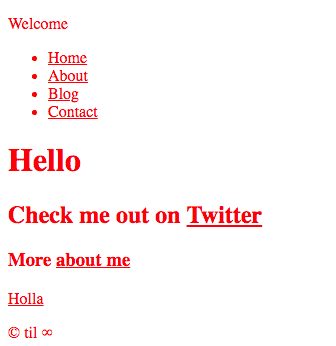 Welcome
Home
About
Blog
Contact
Hello
Check me out on Twitter
More about me
Holla
© til ∞